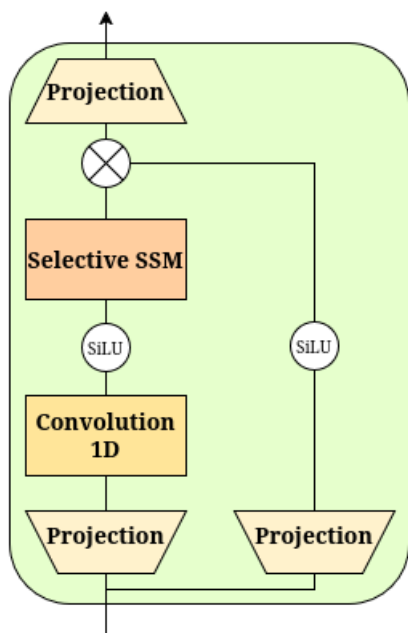 Projection
Selective SSM
SiLU
SiLU
Convolution
1D
Projection
Projection